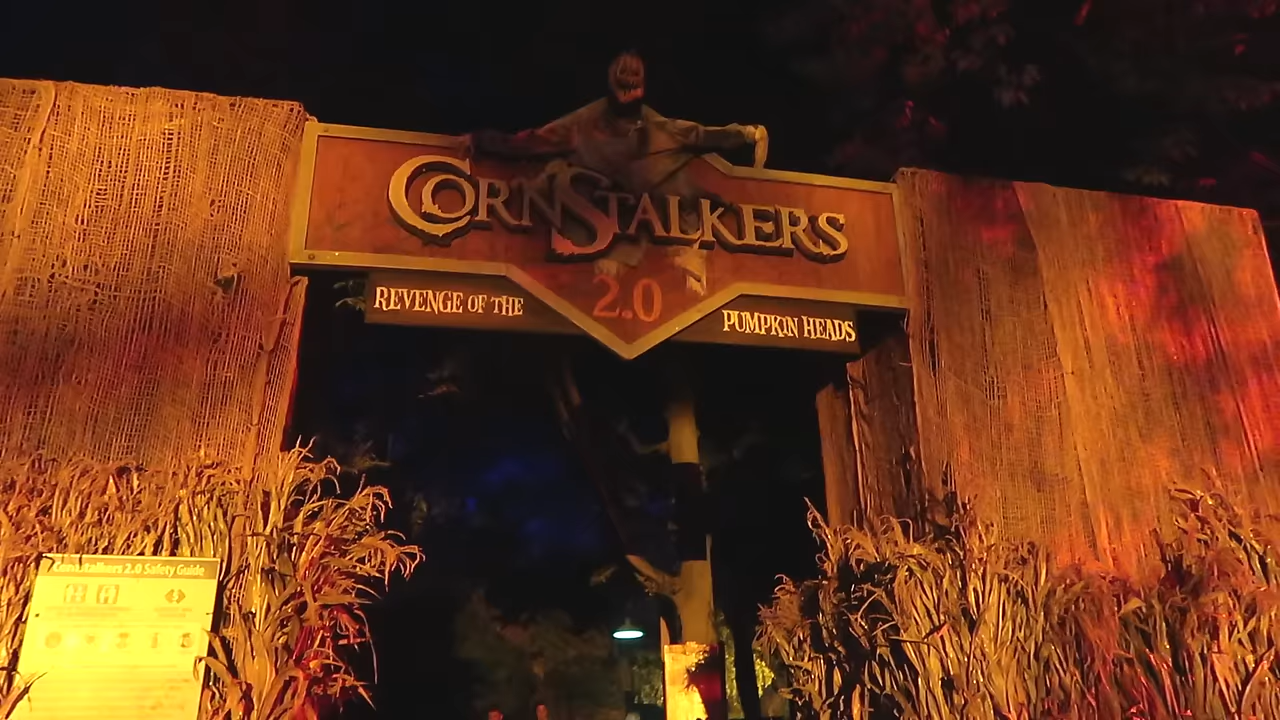 CORNSTALKERS
2.0
REVENGE OF THE
PUMPKIN HEADS
Cornstalkers 2.0 Safety Guide